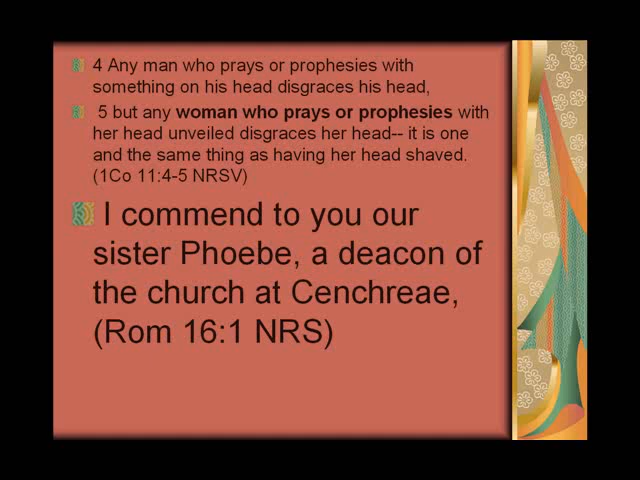 4 Any man who prays or prophesies with
something on his head disgraces his head,
5 but any woman who prays or prophesies with
her head unveiled disgraces her head-- it is one
and the same thing as having her head shaved.
(1Co 11:4-5 NRSV)
I commend to you our
sister Phoebe, a deacon of
the church at Cenchreae,
(Rom 16:1 NRS)